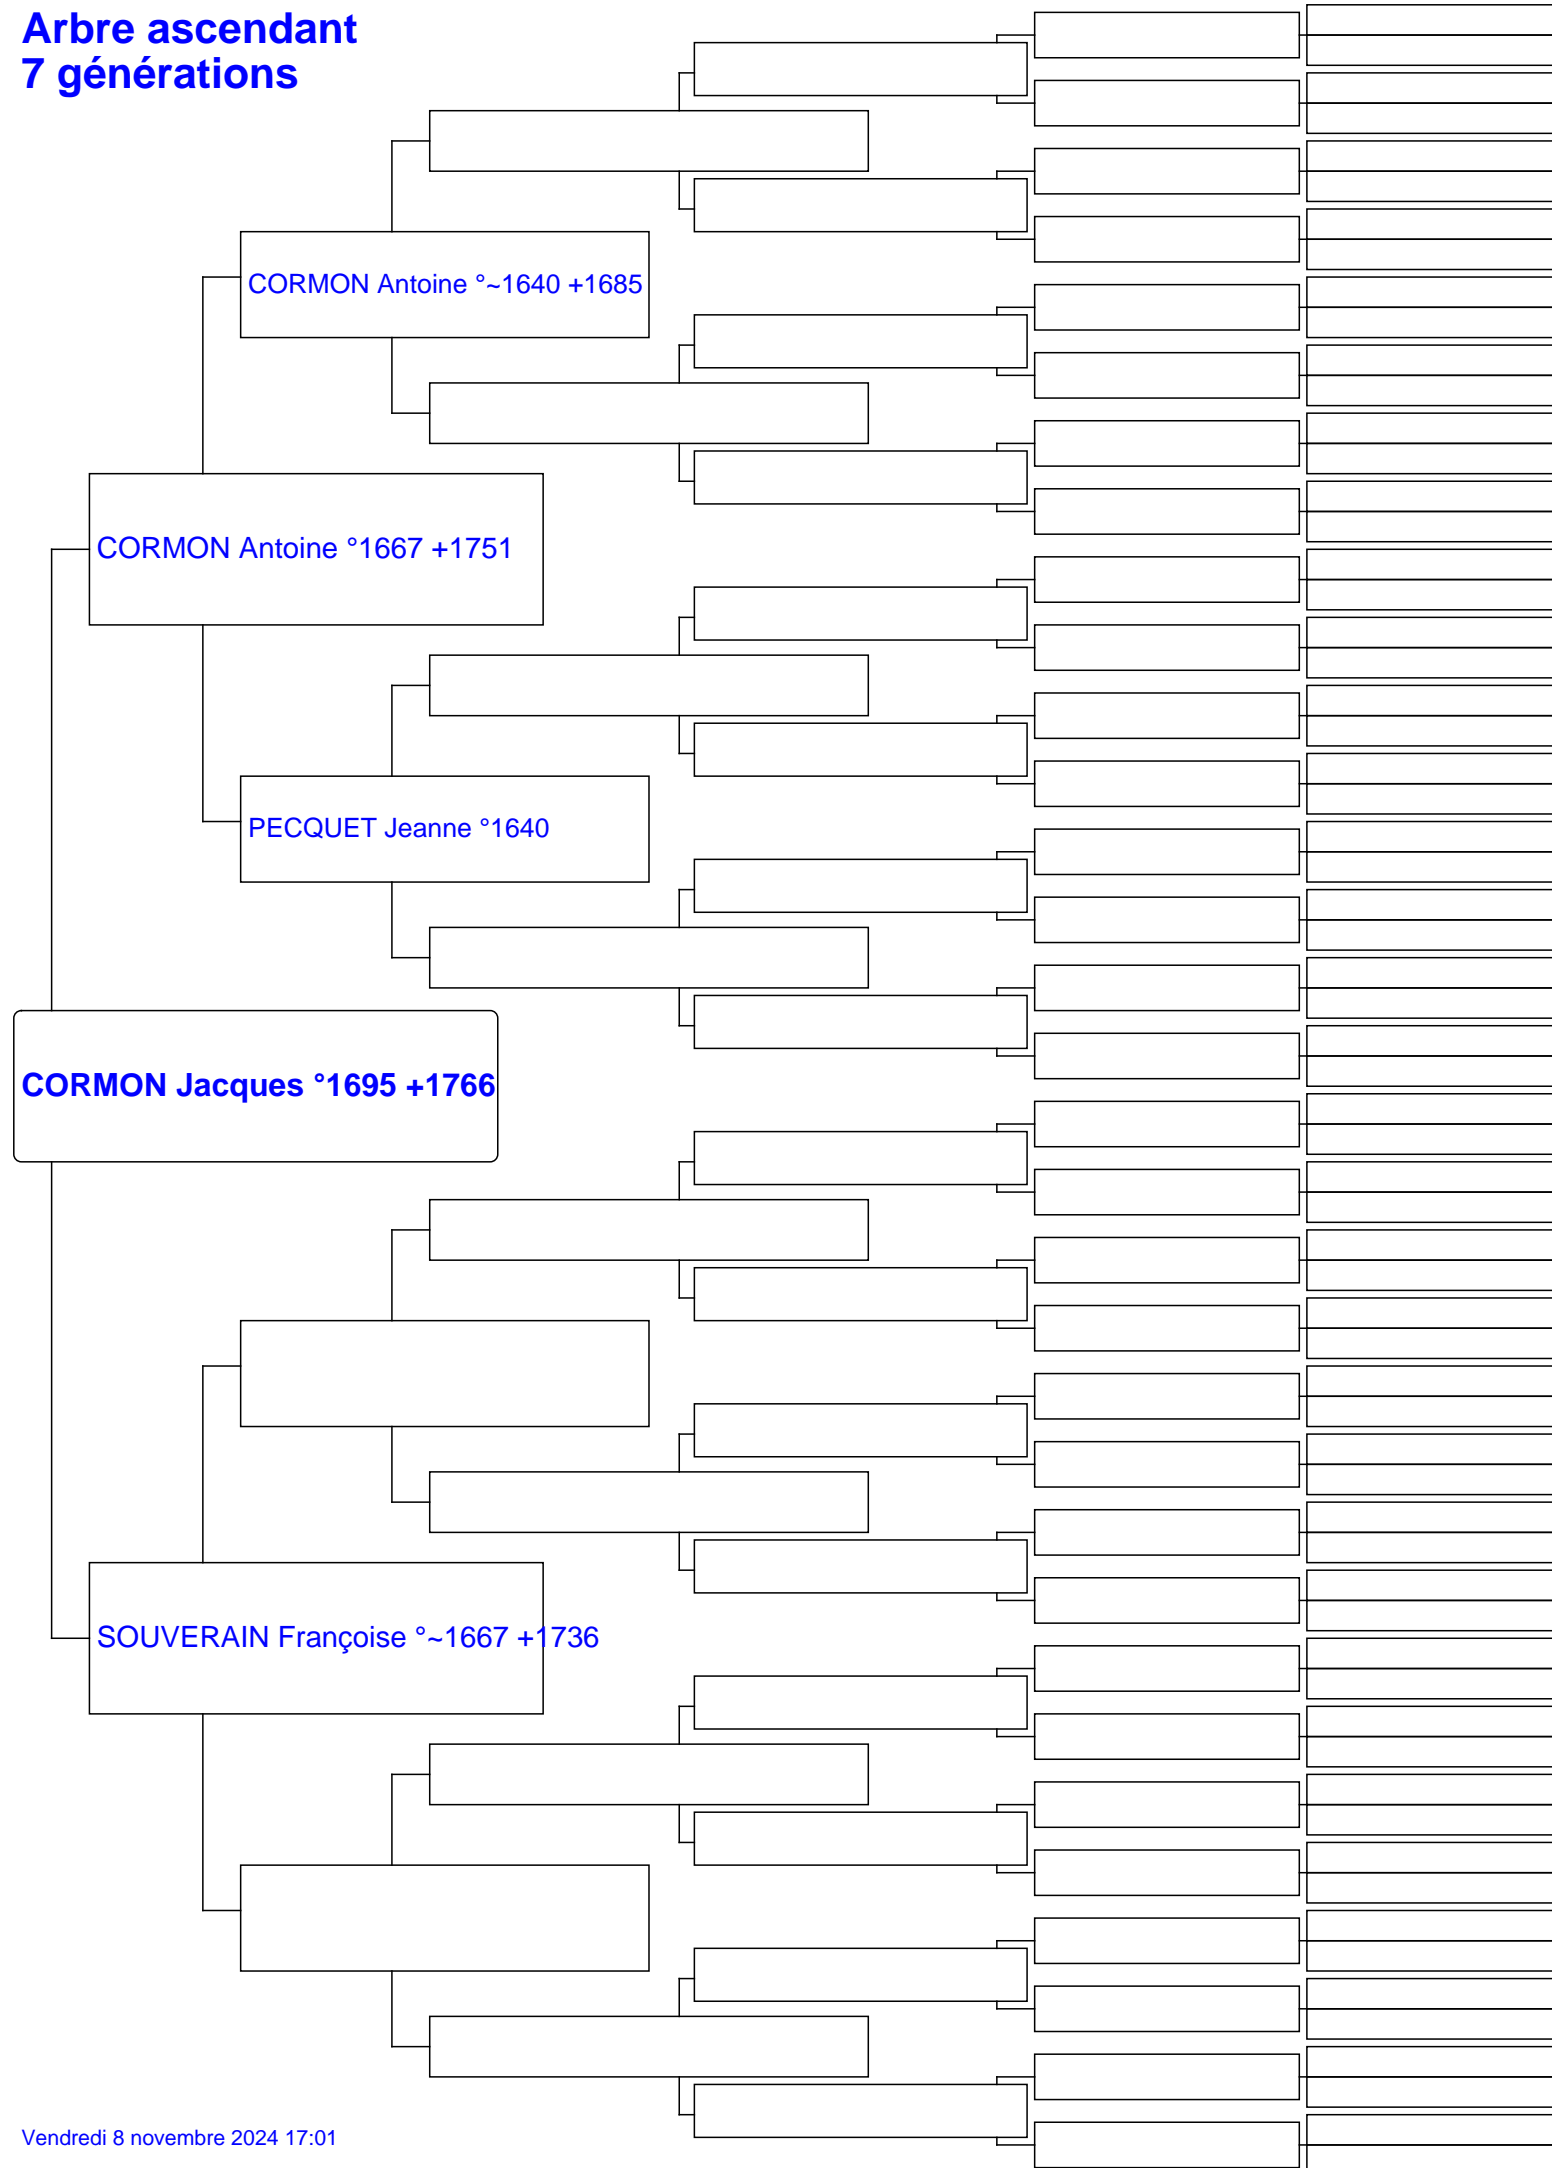 Arbre ascendant
7 générations
CORMON Antoine °~1640 +1685
CORMON Antoine °1667 +1751
PECQUET Jeanne °1640
CORMON Jacques °1695 +1766
SOUVERAIN Françoise °~1667 +1736
Vendredi 8 novembre 2024 17:01